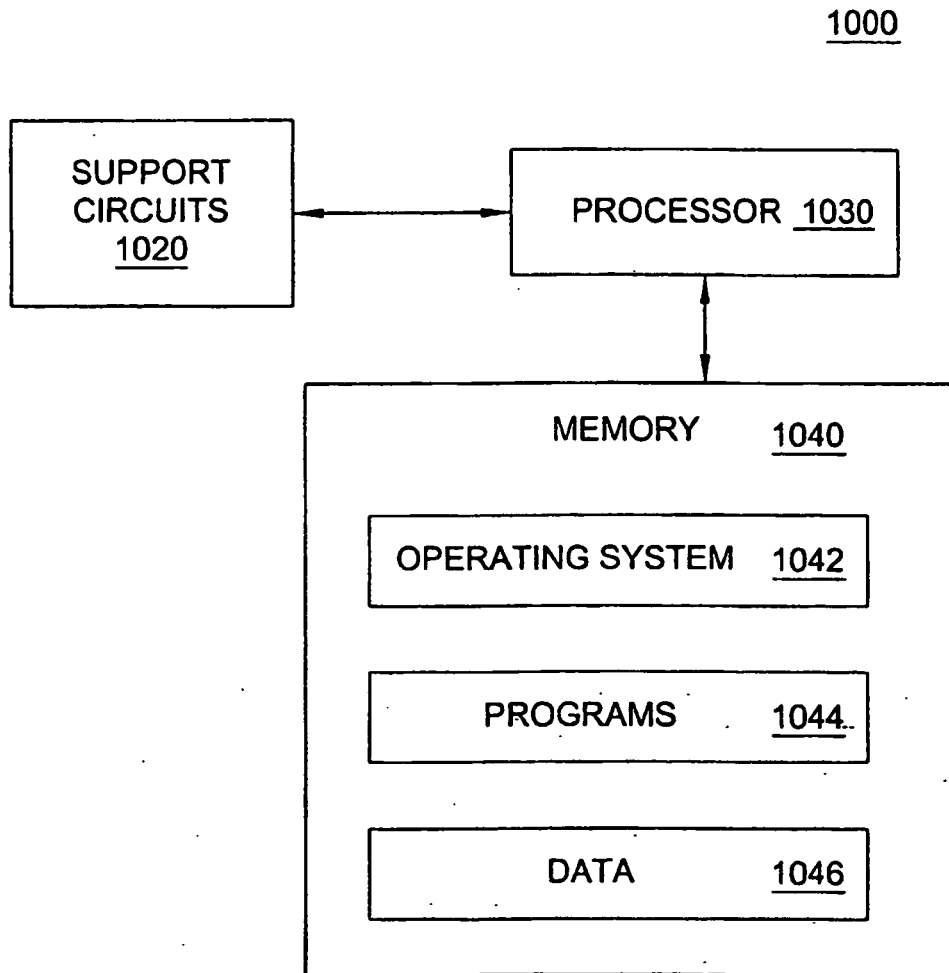 1000
SUPPORT
CIRCUITS
1020
PROCESSOR 1030
MEMORY 1040
OPERATING SYSTEM 1042
PROGRAMS 1044
DATA 1046